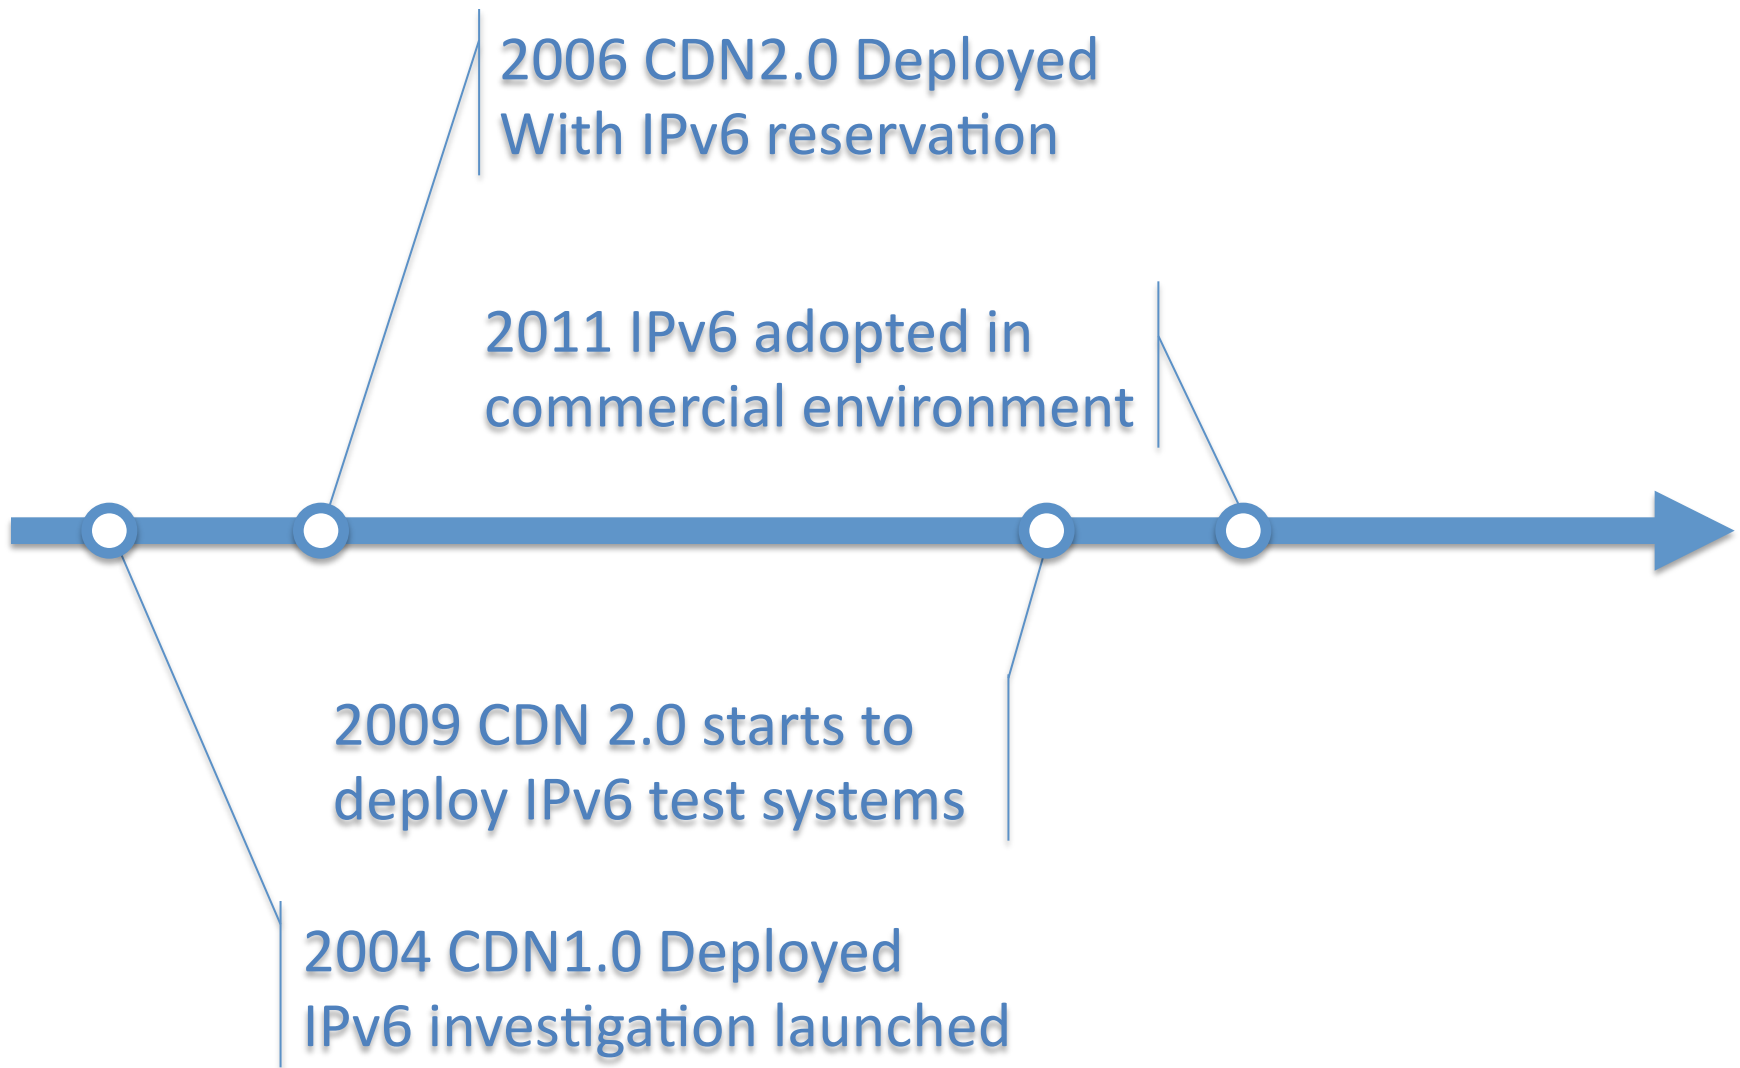 2006 CDN2.0 Deployed
With IPv6 reservation
2011 IPv6 adopted in
commercial environment
2009 CDN 2.0 starts to
deploy IPv6 test systems
2004 CDN1.0 Deployed
IPv6 investigation launched